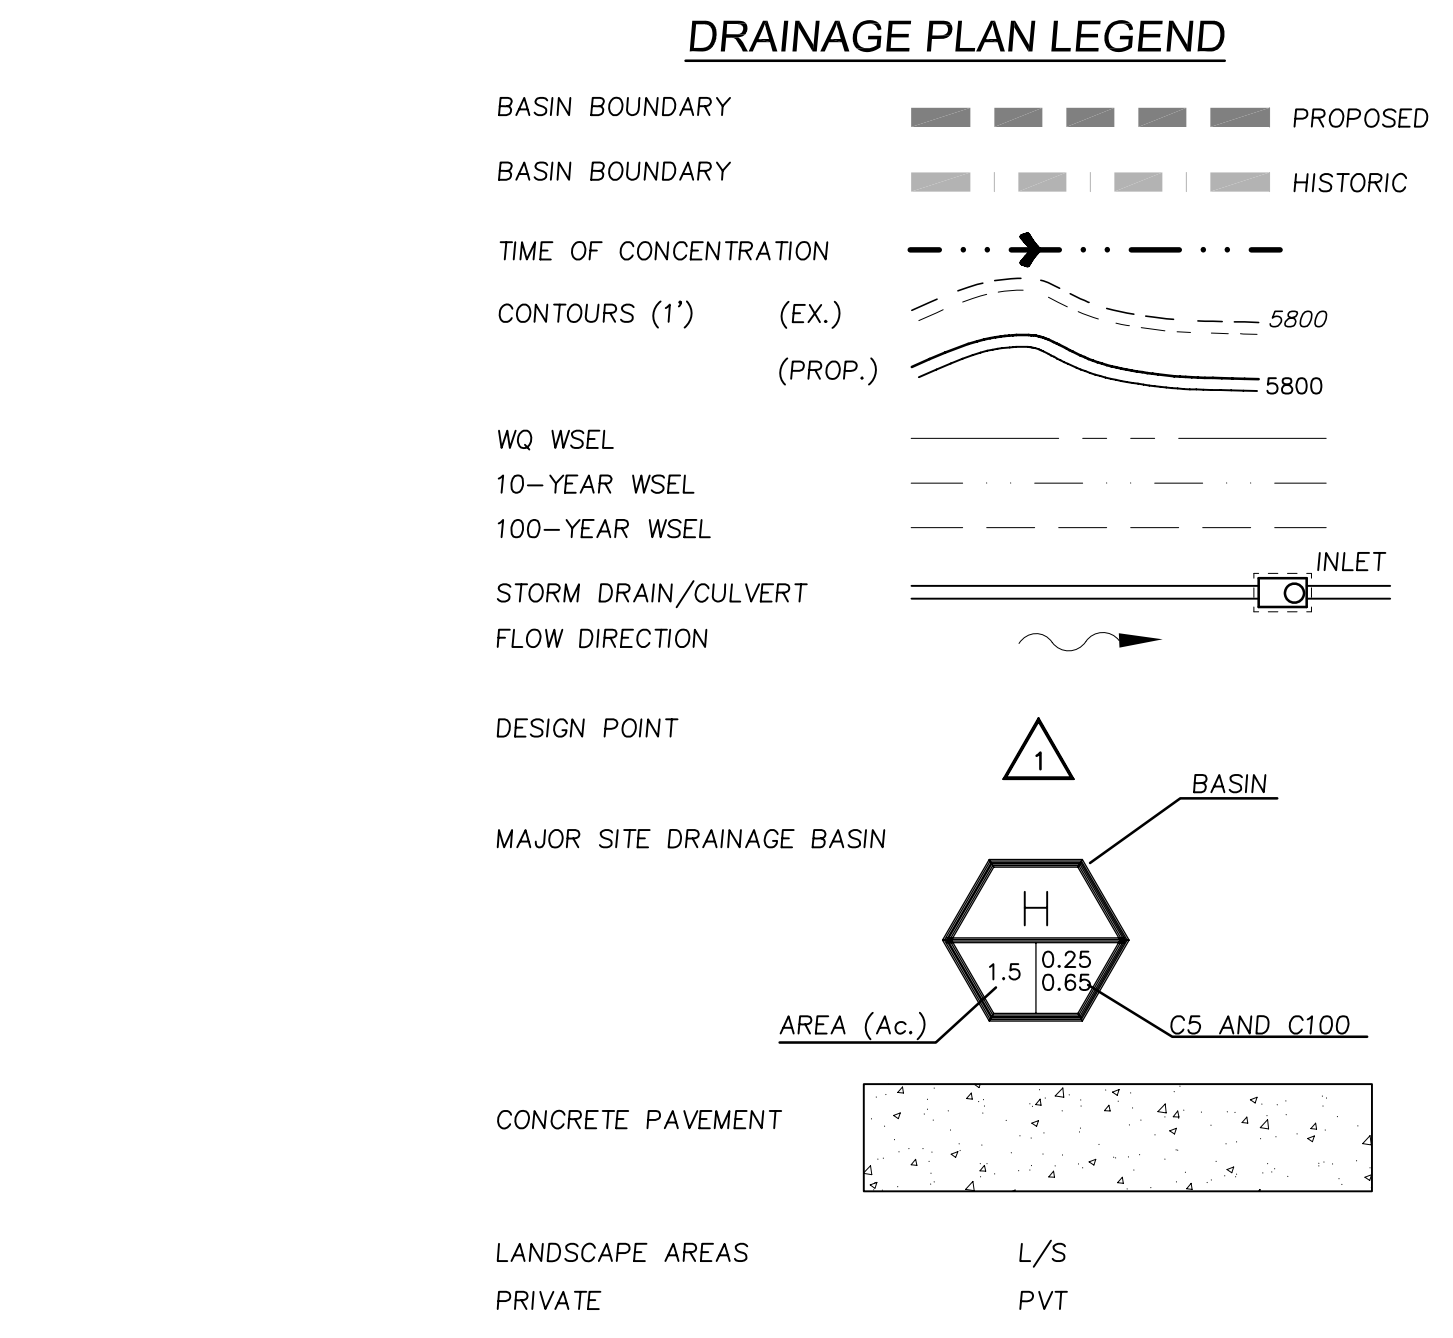 DRAINAGE PLAN LEGEND
BASIN BOUNDARY PROPOSED
BASIN BOUNDARY HISTORIC
TIME OF CONCENTRATION
CONTOURS (1') (EX.) 5800
(PROP.) 5800
WQ WSEL
10-YEAR WSEL
100-YEAR WSEL
INLET
STORM DRAIN/CULVERT
FLOW DIRECTION
DESIGN POINT 1
BASIN
MAJOR SITE DRAINAGE BASIN
H
1.5 0.25
0.65
AREA (Ac.) C5 AND C100
CONCRETE PAVEMENT
LANDSCAPE AREAS L/S
PRIVATE PVT